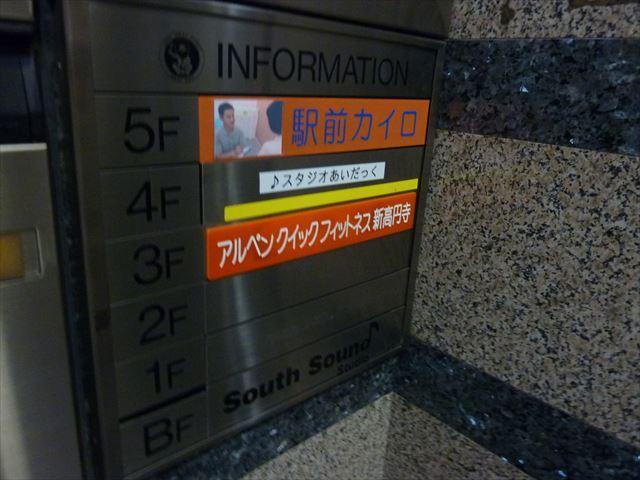 INFORMATION
5F 駅前カイロ
4F ♪スタジオあいだっく
3F アルペンクイックフィットネス新高円寺
2F
1F
BF South Sound
Studio